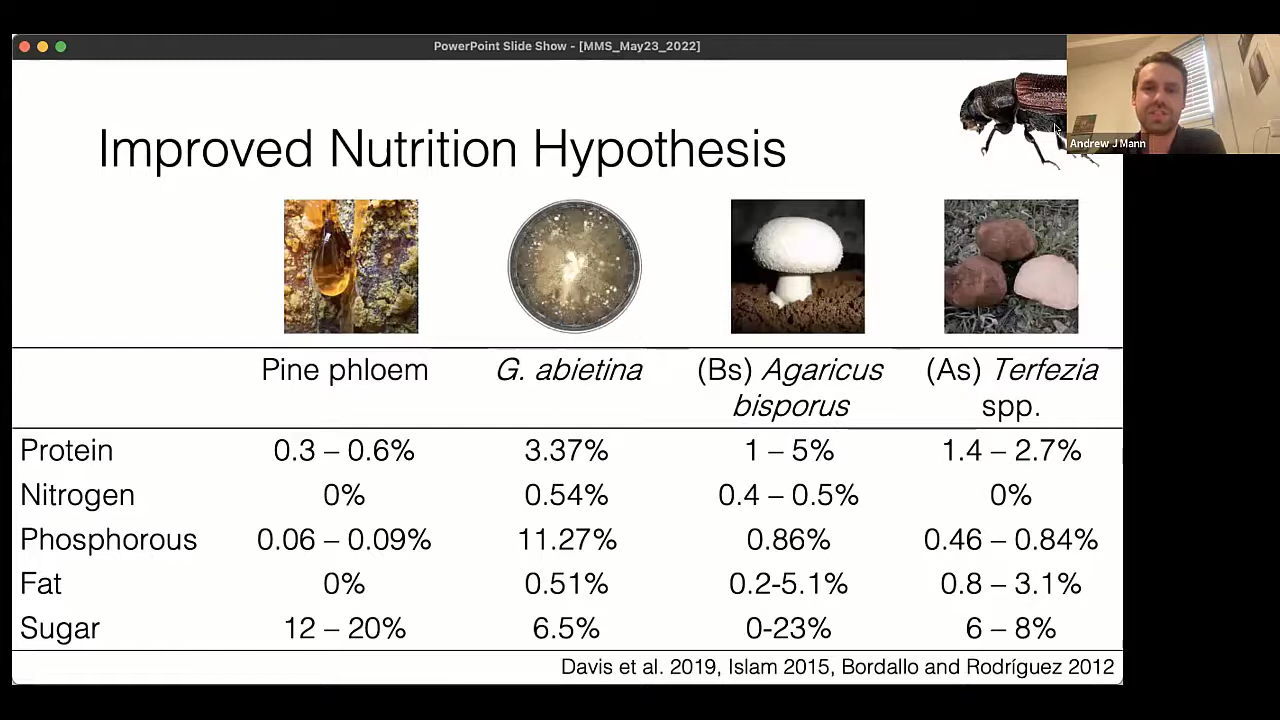 PowerPoint Slide Show - [MMS_May23_2022]
Andrew J Mann
Improved Nutrition Hypothesis
Pine phloem G. abietina (Bs) Agaricus bisporus (As) Terfezia spp.
Protein 0.3 – 0.6% 3.37% 1 – 5% 1.4 – 2.7%
Nitrogen 0% 0.54% 0.4 – 0.5% 0%
Phosphorous 0.06 – 0.09% 11.27% 0.86% 0.46 – 0.84%
Fat 0% 0.51% 0.2-5.1% 0.8 – 3.1%
Sugar 12 – 20% 6.5% 0-23% 6 – 8%
Davis et al. 2019, Islam 2015, Bordallo and Rodríguez 2012